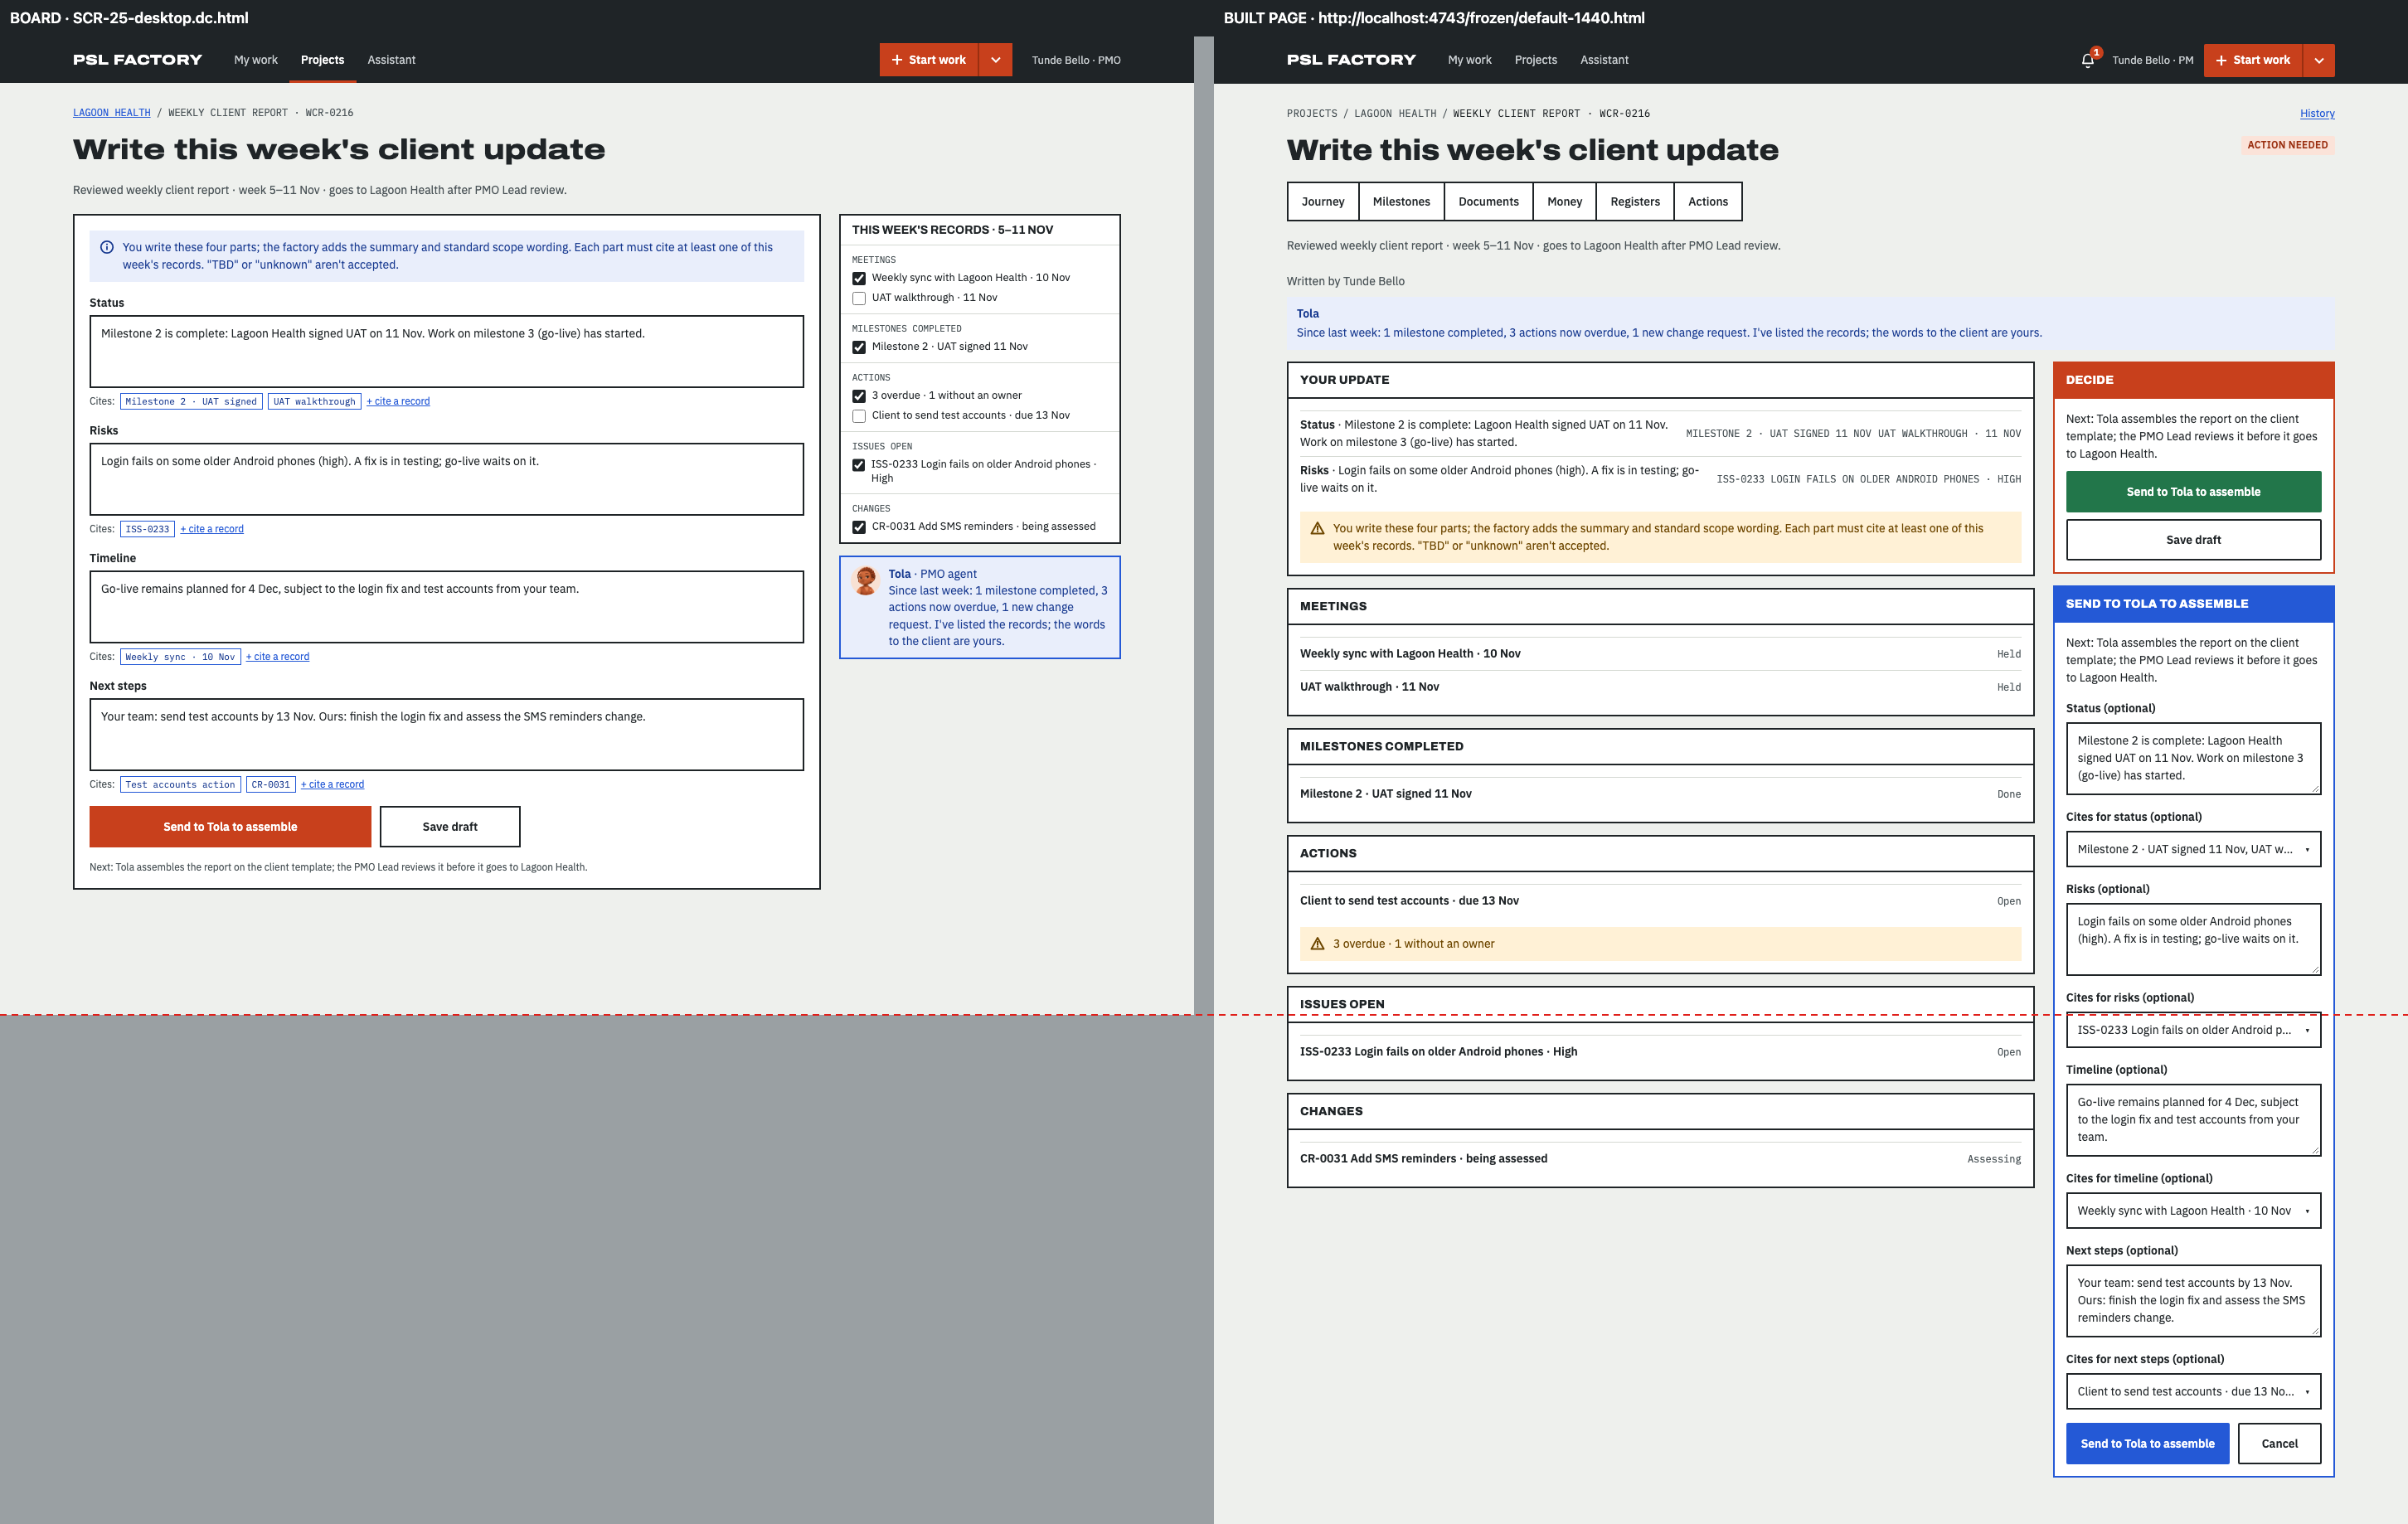 BOARD · SCR-25-desktop.dc.html
PSL FACTORY
My work
Projects
Assistant
+ Start work
Tunde Bello · PMO
LAGOON HEALTH / WEEKLY CLIENT REPORT · WCR-0216
Write this week's client update
Reviewed weekly client report · week 5–11 Nov · goes to Lagoon Health after PMO Lead review.
You write these four parts; the factory adds the summary and standard scope wording. Each part must cite at least one of this
week's records. "TBD" or "unknown" aren't accepted.
Status
Milestone 2 is complete: Lagoon Health signed UAT on 11 Nov. Work on milestone 3 (go-live) has started.
Cites: Milestone 2 · UAT signed UAT walkthrough + cite a record
Risks
Login fails on some older Android phones (high). A fix is in testing; go-live waits on it.
Cites: ISS-0233 + cite a record
Timeline
Go-live remains planned for 4 Dec, subject to the login fix and test accounts from your team.
Cites: Weekly sync · 10 Nov + cite a record
Next steps
Your team: send test accounts by 13 Nov. Ours: finish the login fix and assess the SMS reminders change.
Cites: Test accounts action CR-0031 + cite a record
Send to Tola to assemble
Save draft
Next: Tola assembles the report on the client template; the PMO Lead reviews it before it goes to Lagoon Health.
THIS WEEK'S RECORDS · 5–11 NOV
MEETINGS
Weekly sync with Lagoon Health · 10 Nov
UAT walkthrough · 11 Nov
MILESTONES COMPLETED
Milestone 2 · UAT signed 11 Nov
ACTIONS
3 overdue · 1 without an owner
Client to send test accounts · due 13 Nov
ISSUES OPEN
ISS-0233 Login fails on older Android phones ·
High
CHANGES
CR-0031 Add SMS reminders · being assessed
Tola · PMO agent
Since last week: 1 milestone completed, 3
actions now overdue, 1 new change
request. I've listed the records; the words
to the client are yours.
BUILT PAGE · http://localhost:4743/frozen/default-1440.html
PSL FACTORY
My work
Projects
Assistant
1
Tunde Bello · PM
+ Start work
PROJECTS / LAGOON HEALTH / WEEKLY CLIENT REPORT · WCR-0216
History
Write this week's client update
ACTION NEEDED
Journey
Milestones
Documents
Money
Registers
Actions
Reviewed weekly client report · week 5–11 Nov · goes to Lagoon Health after PMO Lead review.
Written by Tunde Bello
Tola
Since last week: 1 milestone completed, 3 actions now overdue, 1 new change request. I've listed the records; the words to the client are yours.
YOUR UPDATE
Status · Milestone 2 is complete: Lagoon Health signed UAT on 11 Nov.
Work on milestone 3 (go-live) has started.
MILESTONE 2 · UAT SIGNED 11 NOV UAT WALKTHROUGH · 11 NOV
Risks · Login fails on some older Android phones (high). A fix is in testing; go-
live waits on it.
ISS-0233 LOGIN FAILS ON OLDER ANDROID PHONES · HIGH
You write these four parts; the factory adds the summary and standard scope wording. Each part must cite at least one of this
week's records. "TBD" or "unknown" aren't accepted.
MEETINGS
Weekly sync with Lagoon Health · 10 Nov
Held
UAT walkthrough · 11 Nov
Held
MILESTONES COMPLETED
Milestone 2 · UAT signed 11 Nov
Done
ACTIONS
Client to send test accounts · due 13 Nov
Open
3 overdue · 1 without an owner
ISSUES OPEN
ISS-0233 Login fails on older Android phones · High
Open
CHANGES
CR-0031 Add SMS reminders · being assessed
Assessing
DECIDE
Next: Tola assembles the report on the client
template; the PMO Lead reviews it before it goes
to Lagoon Health.
Send to Tola to assemble
Save draft
SEND TO TOLA TO ASSEMBLE
Next: Tola assembles the report on the client
template; the PMO Lead reviews it before it goes
to Lagoon Health.
Status (optional)
Milestone 2 is complete: Lagoon Health
signed UAT on 11 Nov. Work on milestone 3
(go-live) has started.
Cites for status (optional)
Milestone 2 · UAT signed 11 Nov, UAT w...
Risks (optional)
Login fails on some older Android phones
(high). A fix is in testing; go-live waits on it.
Cites for risks (optional)
ISS-0233 Login fails on older Android p...
Timeline (optional)
Go-live remains planned for 4 Dec, subject
to the login fix and test accounts from your
team.
Cites for timeline (optional)
Weekly sync with Lagoon Health · 10 Nov
Next steps (optional)
Your team: send test accounts by 13 Nov.
Ours: finish the login fix and assess the SMS
reminders change.
Cites for next steps (optional)
Client to send test accounts · due 13 No...
Send to Tola to assemble
Cancel